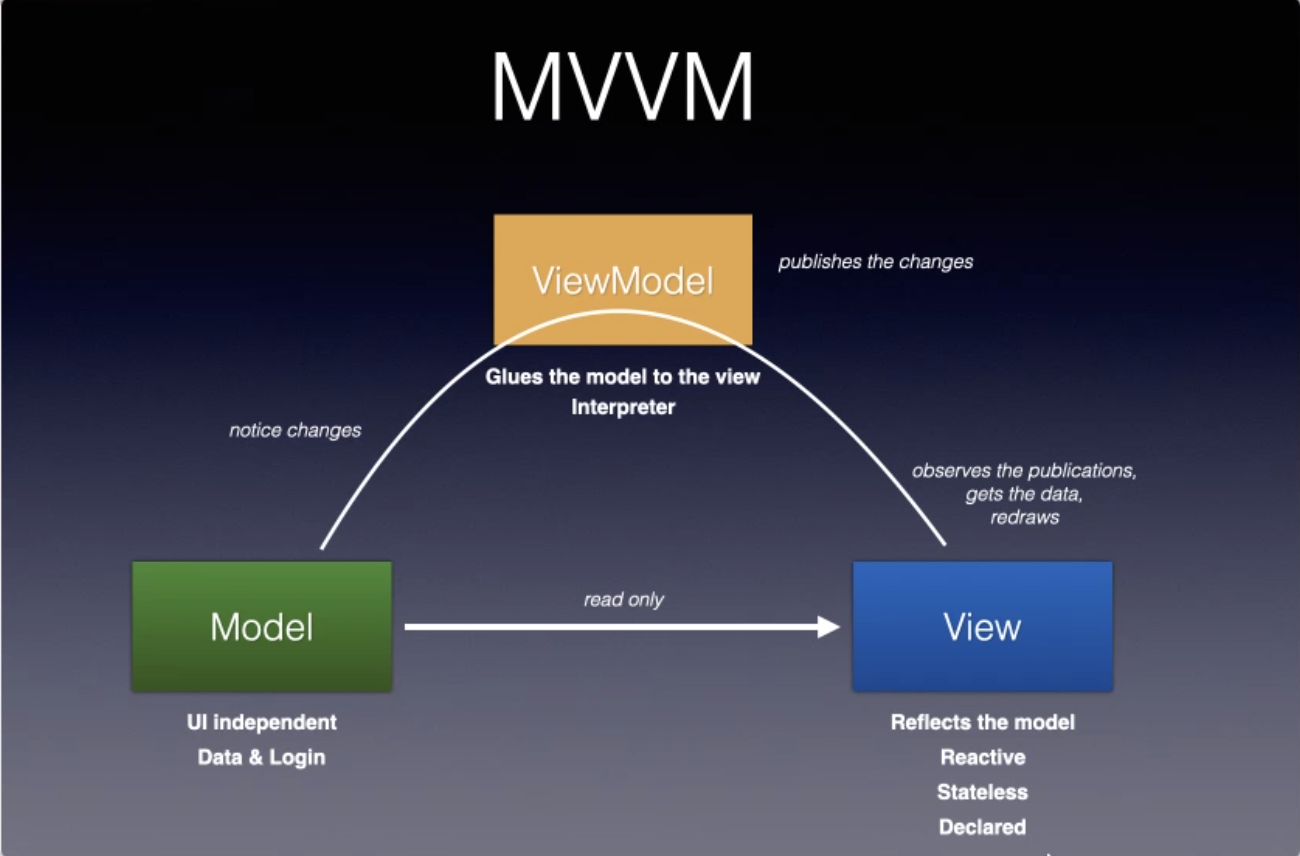 MVVM
ViewModel
publishes the changes
Glues the model to the view
Interpreter
notice changes
observes the publications,
gets the data,
redraws
Model
read only
View
UI independent
Data & Login
Reflects the model
Reactive
Stateless
Declared